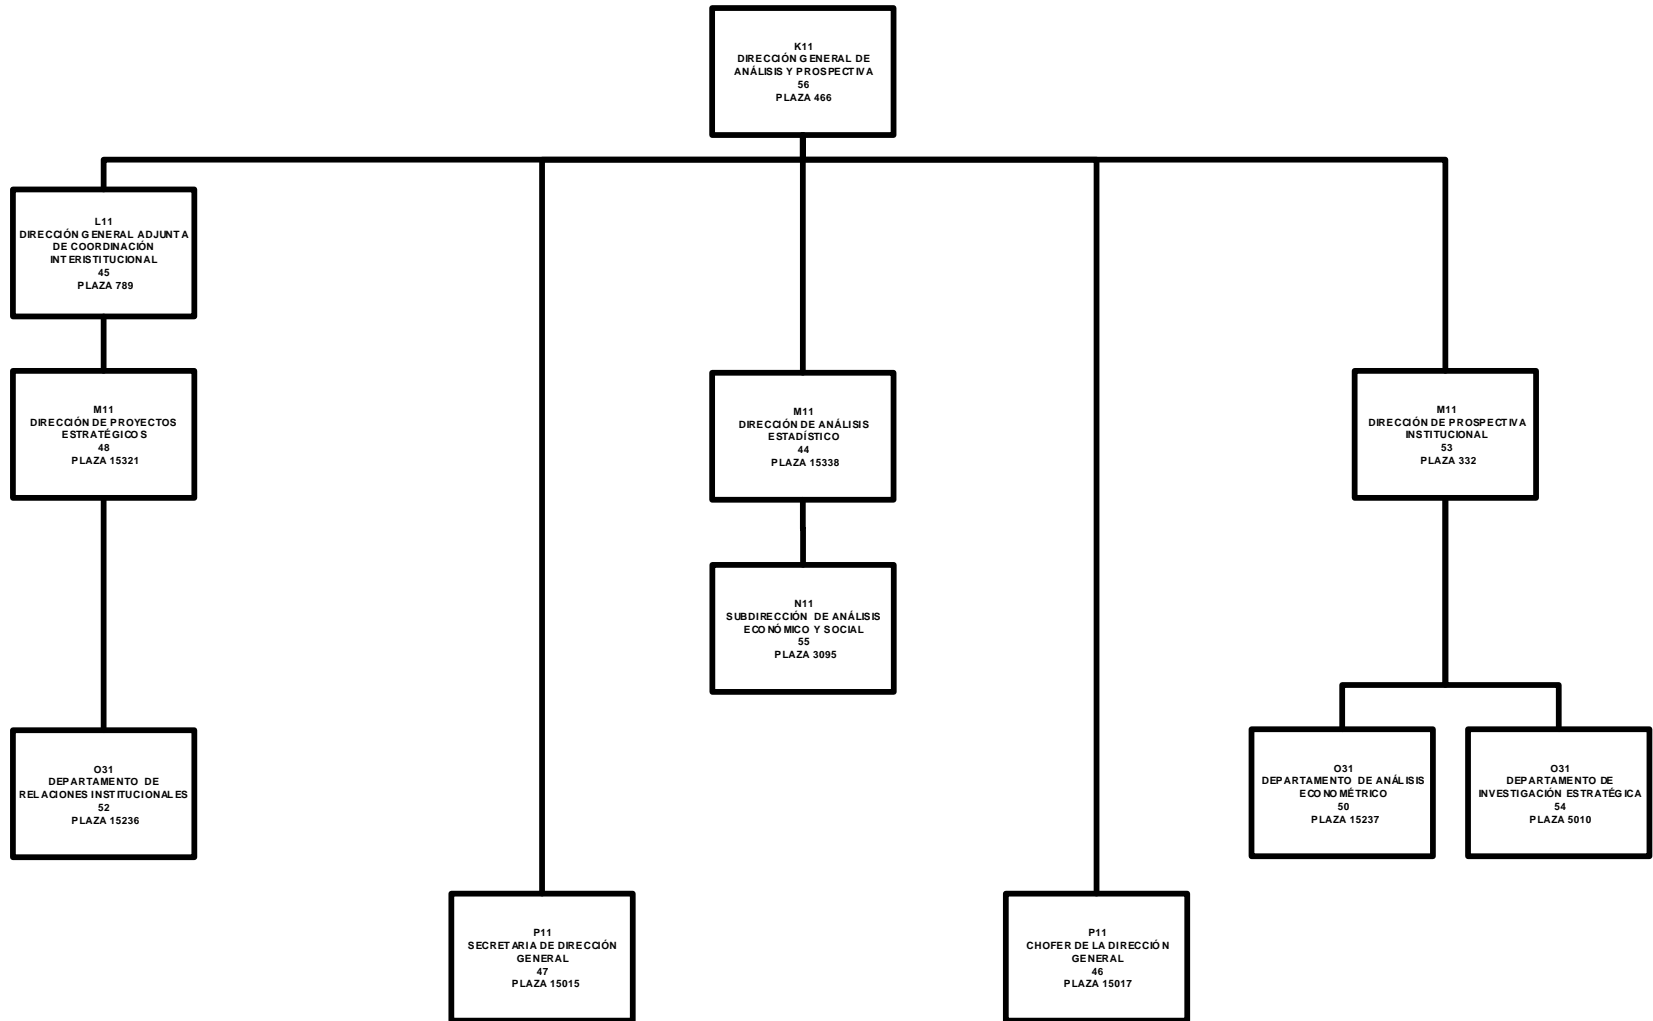 K11
DIRECCIÓN GENERAL DE
ANÁLISIS Y PROSPECTIVA
56
PLAZA 466
L11
DIRECCIÓN GENERAL ADJUNTA
DE COORDINACIÓN
INTERISTITUCIONAL
45
PLAZA 789
M11
DIRECCIÓN DE PROYECTOS
ESTRATÉGICOS
48
PLAZA 15321
M11
DIRECCIÓN DE ANÁLISIS
ESTADÍSTICO
44
PLAZA 15338
M11
DIRECCIÓN DE PROSPECTIVA
INSTITUCIONAL
53
PLAZA 332
N11
SUBDIRECCIÓN DE ANÁLISIS
ECONÓMICO Y SOCIAL
55
PLAZA 3095
O31
DEPARTAMENTO DE
RELACIONES INSTITUCIONALES
52
PLAZA 15236
O31
DEPARTAMENTO DE ANÁLISIS
ECONOMÉTRICO
50
PLAZA 15237
O31
DEPARTAMENTO DE
INVESTIGACIÓN ESTRATÉGICA
54
PLAZA 5010
P11
SECRETARIA DE DIRECCIÓN
GENERAL
47
PLAZA 15015
P11
CHOFER DE LA DIRECCIÓN
GENERAL
46
PLAZA 15017